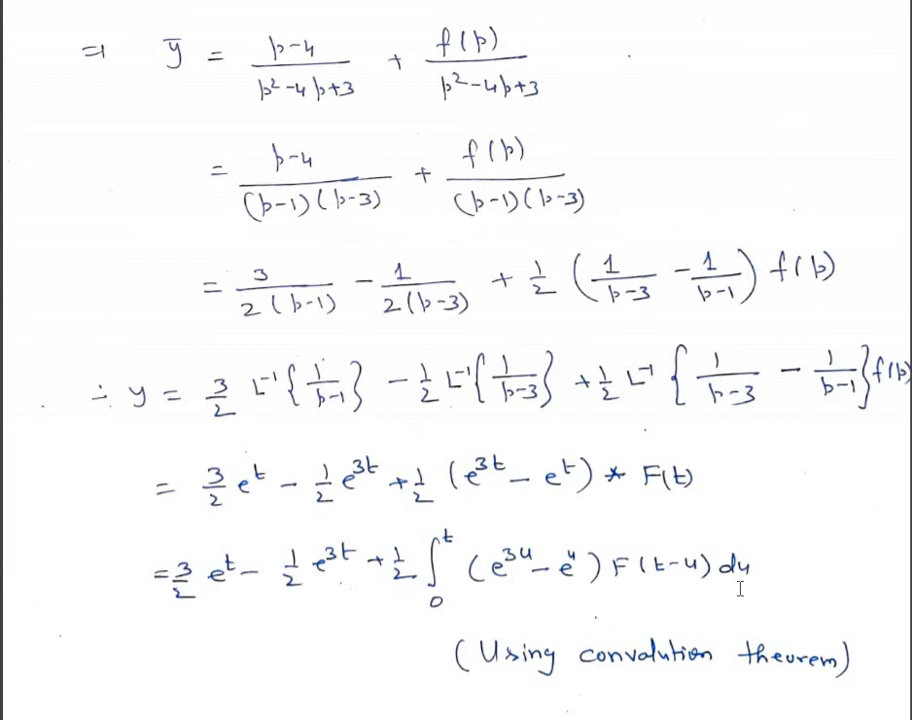 ⇒ ȳ = p-4 / p²-4p+3 + f(p) / p²-4p+3
= p-4 / (p-1)(p-3) + f(p) / (p-1)(p-3)
= 3 / 2(p-1) - 1 / 2(p-3) + 1/2 (1/p-3 - 1/p-1) f(p)
∴ y = 3/2 L⁻¹{1/p-1} - 1/2 L⁻¹{1/p-3} + 1/2 L⁻¹{1/p-3 - 1/p-1} f(p)
= 3/2 eᵗ - 1/2 e³ᵗ + 1/2 (e³ᵗ - eᵗ) * F(t)
= 3/2 eᵗ - 1/2 e³ᵗ + 1/2 ∫₀ᵗ (e³ᵘ - eᵘ) F(t-u) du
(Using convolution theorem)